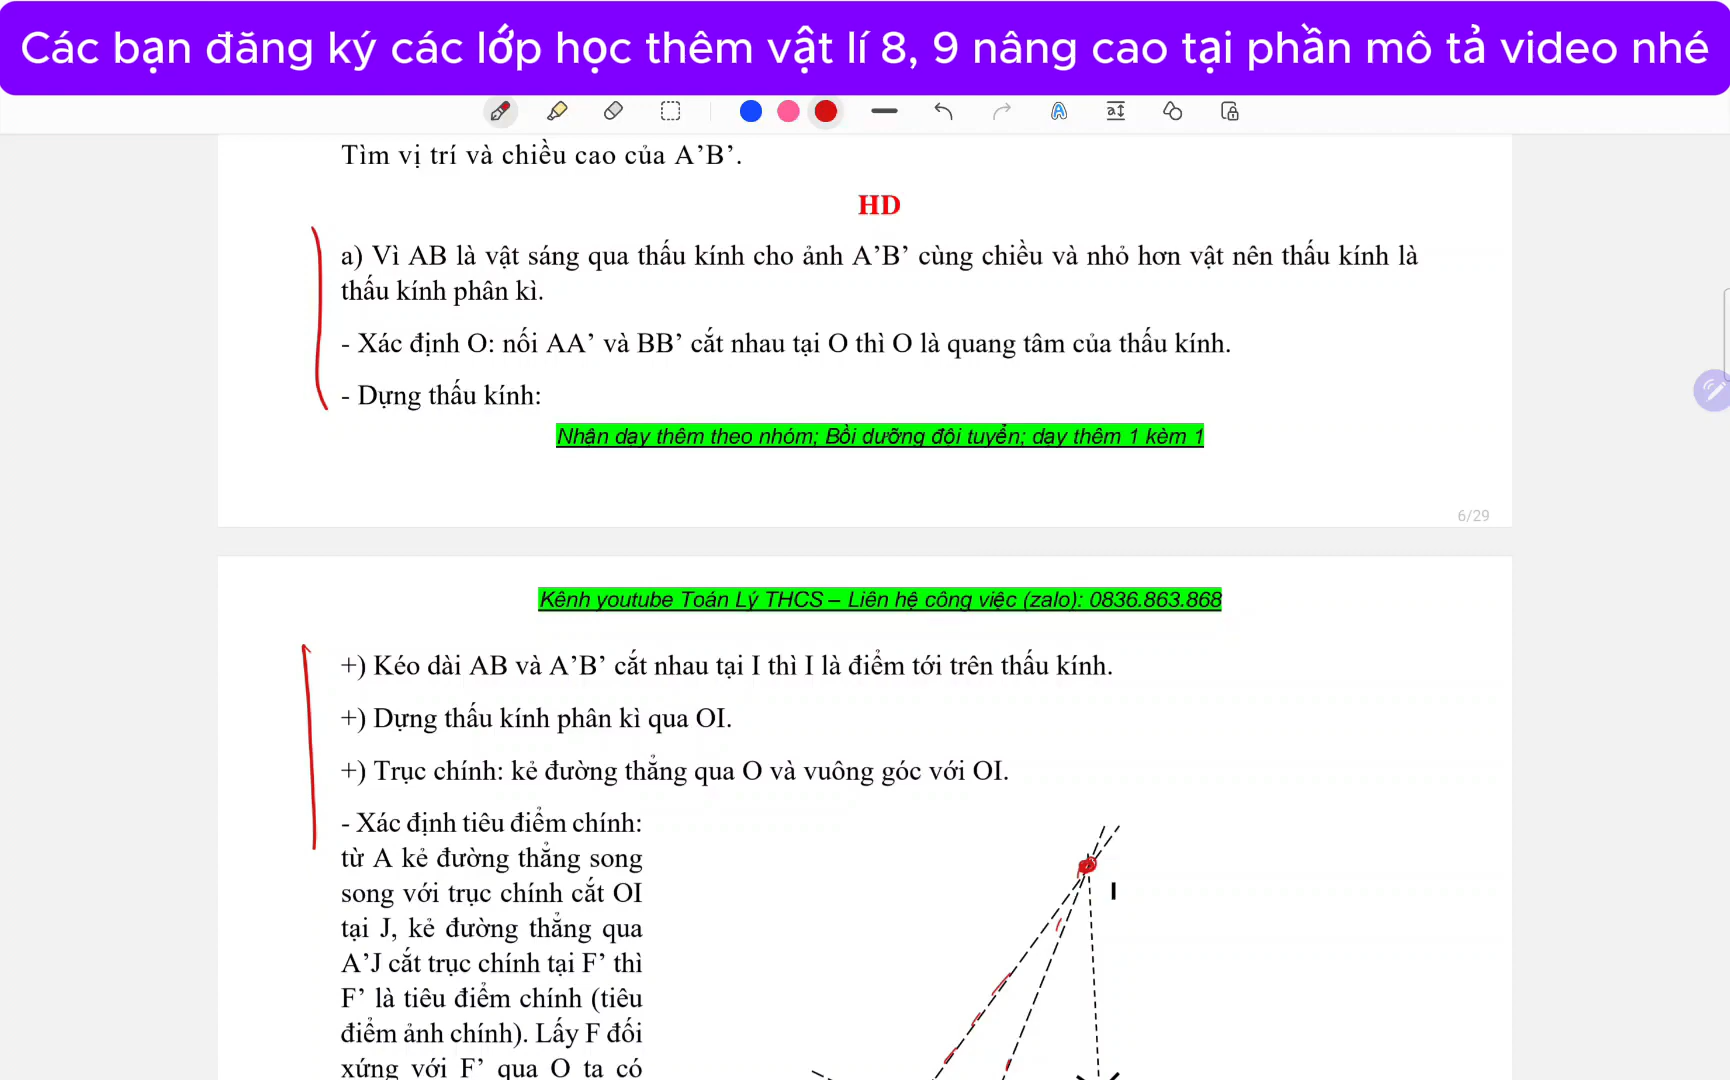 Các bạn đăng ký các lớp học thêm vật lí 8, 9 nâng cao tại phần mô tả video nhé
Tìm vị trí và chiều cao của A’B’.
HD
a) Vì AB là vật sáng qua thấu kính cho ảnh A’B’ cùng chiều và nhỏ hơn vật nên thấu kính là
thấu kính phân kì.
- Xác định O: nối AA’ và BB’ cắt nhau tại O thì O là quang tâm của thấu kính.
- Dựng thấu kính:
Nhận dạy thêm theo nhóm; Bồi dưỡng đội tuyển; dạy thêm 1 kèm 1
6/29
Kênh youtube Toán Lý THCS – Liên hệ công việc (zalo): 0836.863.868
+) Kéo dài AB và A’B’ cắt nhau tại I thì I là điểm tới trên thấu kính.
+) Dựng thấu kính phân kì qua OI.
+) Trục chính: kẻ đường thẳng qua O và vuông góc với OI.
- Xác định tiêu điểm chính:
từ A kẻ đường thẳng song
song với trục chính cắt OI
tại J, kẻ đường thẳng qua
A’J cắt trục chính tại F’ thì
F’ là tiêu điểm chính (tiêu
điểm ảnh chính). Lấy F đối
xứng với F’ qua O ta có
I